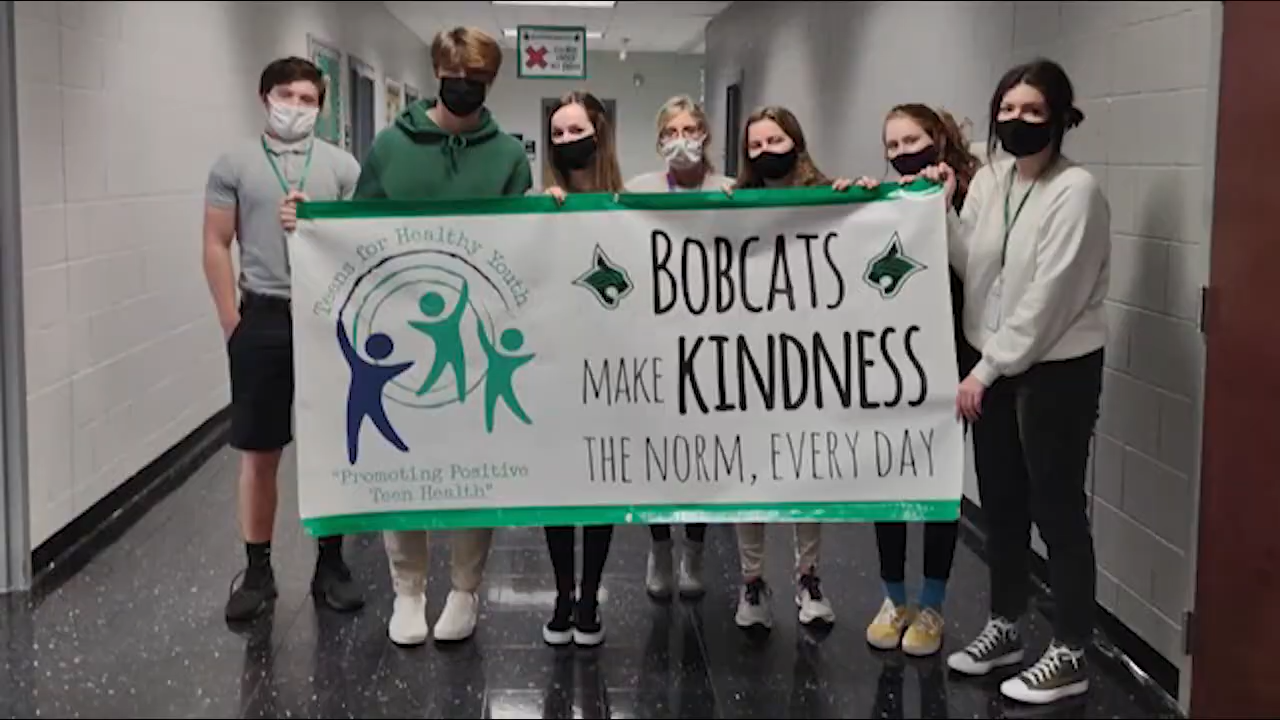 Teens for Healthy Youth
"Promoting Positive
Teen Health"
BOBCATS
MAKE KINDNESS
THE NORM, EVERY DAY